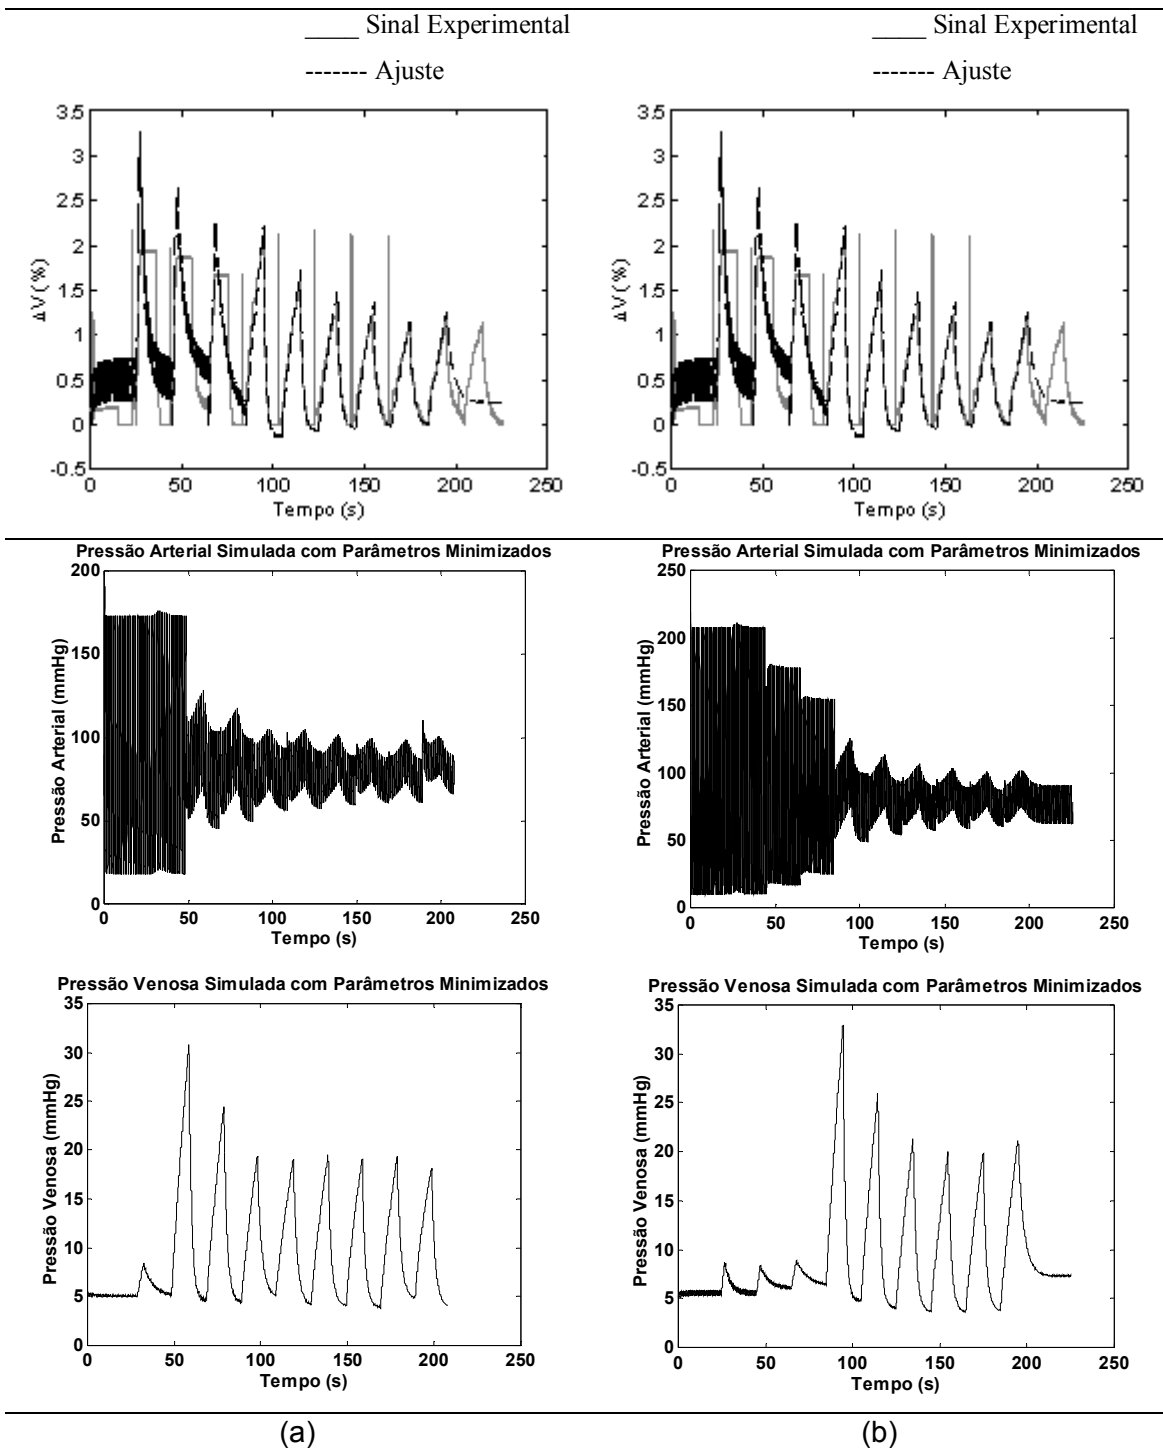 ____ Sinal Experimental
------- Ajuste
____ Sinal Experimental
------- Ajuste
3.5
3
2.5
2
1.5
1
0.5
0
-0.5
ΔV (%)
0 50 100 150 200 250
Tempo (s)
3.5
3
2.5
2
1.5
1
0.5
0
-0.5
ΔV (%)
0 50 100 150 200 250
Tempo (s)
Pressão Arterial Simulada com Parâmetros Minimizados
200
150
100
50
0
Pressão Arterial (mmHg)
0 50 100 150 200 250
Tempo (s)
Pressão Arterial Simulada com Parâmetros Minimizados
250
200
150
100
50
0
Pressão Arterial (mmHg)
0 50 100 150 200 250
Tempo (s)
Pressão Venosa Simulada com Parâmetros Minimizados
35
30
25
20
15
10
5
0
Pressão Venosa (mmHg)
0 50 100 150 200 250
Tempo (s)
Pressão Venosa Simulada com Parâmetros Minimizados
35
30
25
20
15
10
5
0
Pressão Venosa (mmHg)
0 50 100 150 200 250
Tempo (s)
(a)
(b)